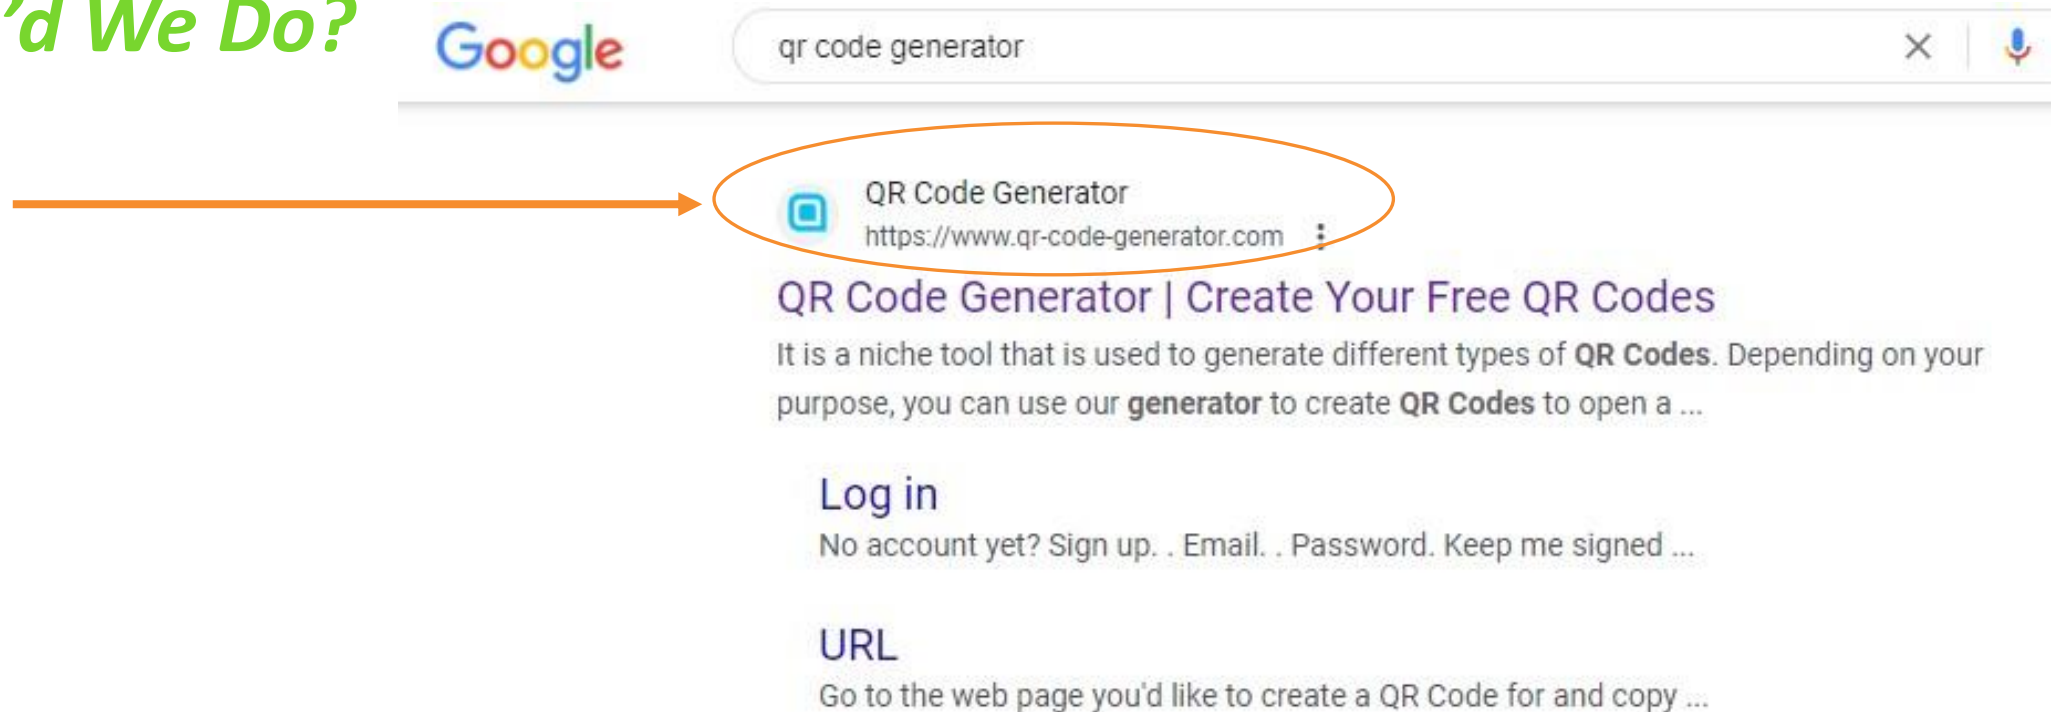 'd We Do?
Google
qr code generator
QR Code Generator
https://www.qr-code-generator.com
QR Code Generator | Create Your Free QR Codes
It is a niche tool that is used to generate different types of QR Codes. Depending on your
purpose, you can use our generator to create QR Codes to open a ...
Log in
No account yet? Sign up. . Email. . Password. Keep me signed ...
URL
Go to the web page you'd like to create a QR Code for and copy ...